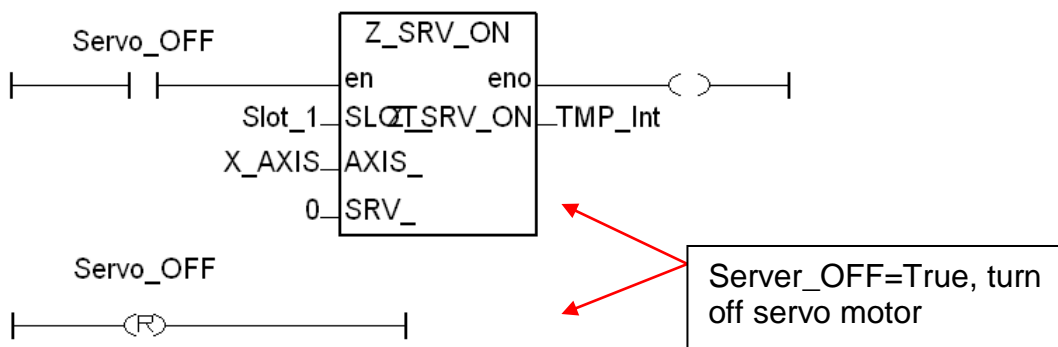 Servo_OFF
Z_SRV_ON
en eno
Slot_1 SLOT_ Z_SRV_ON TMP_Int
X_AXIS AXIS_
0 SRV_
Servo_OFF
R
Server_OFF=True, turn
off servo motor